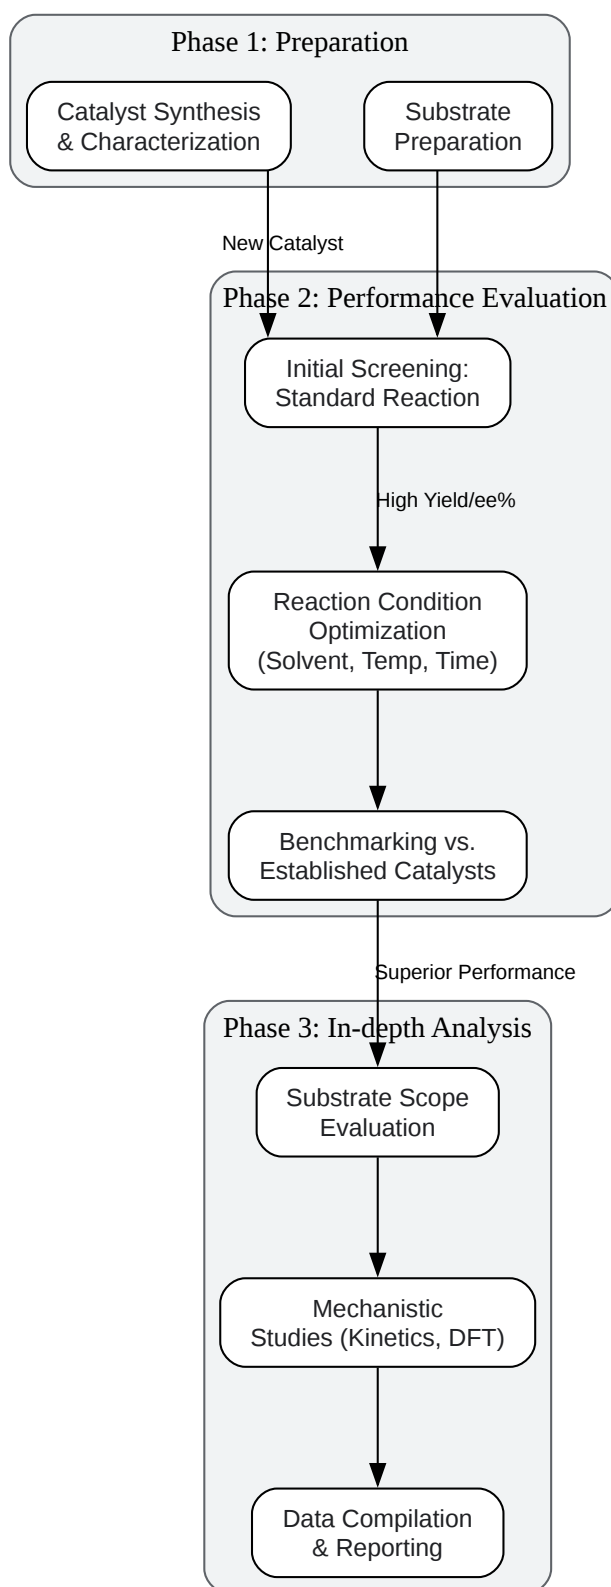 Phase 1: Preparation
Catalyst Synthesis
& Characterization
Substrate
Preparation
New Catalyst
Phase 2: Performance Evaluation
Initial Screening:
Standard Reaction
High Yield/ee%
Reaction Condition
Optimization
(Solvent, Temp, Time)
Benchmarking vs.
Established Catalysts
Superior Performance
Phase 3: In-depth Analysis
Substrate Scope
Evaluation
Mechanistic
Studies (Kinetics, DFT)
Data Compilation
& Reporting